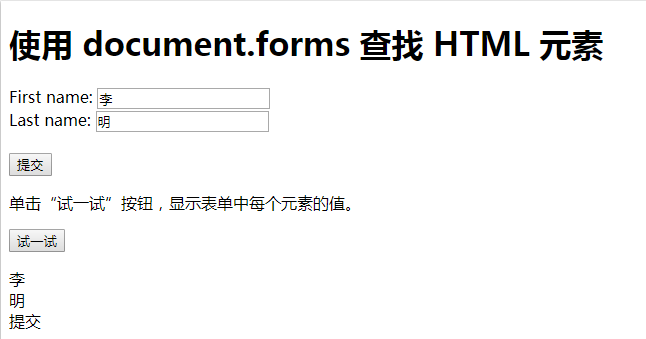 使用 document.forms 查找 HTML 元素
First name: 李
Last name: 明
提交
单击“试一试”按钮，显示表单中每个元素的值。
试一试
李
明
提交